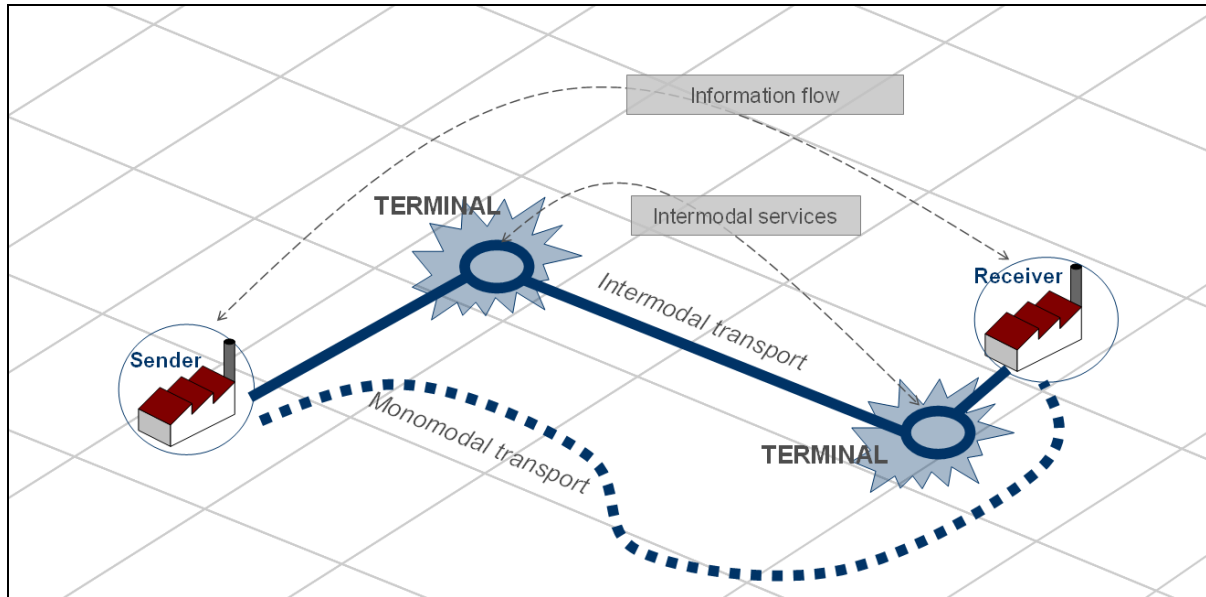 Information flow
TERMINAL
Intermodal services
Receiver
Intermodal transport
Sender
Monomodal transport
TERMINAL